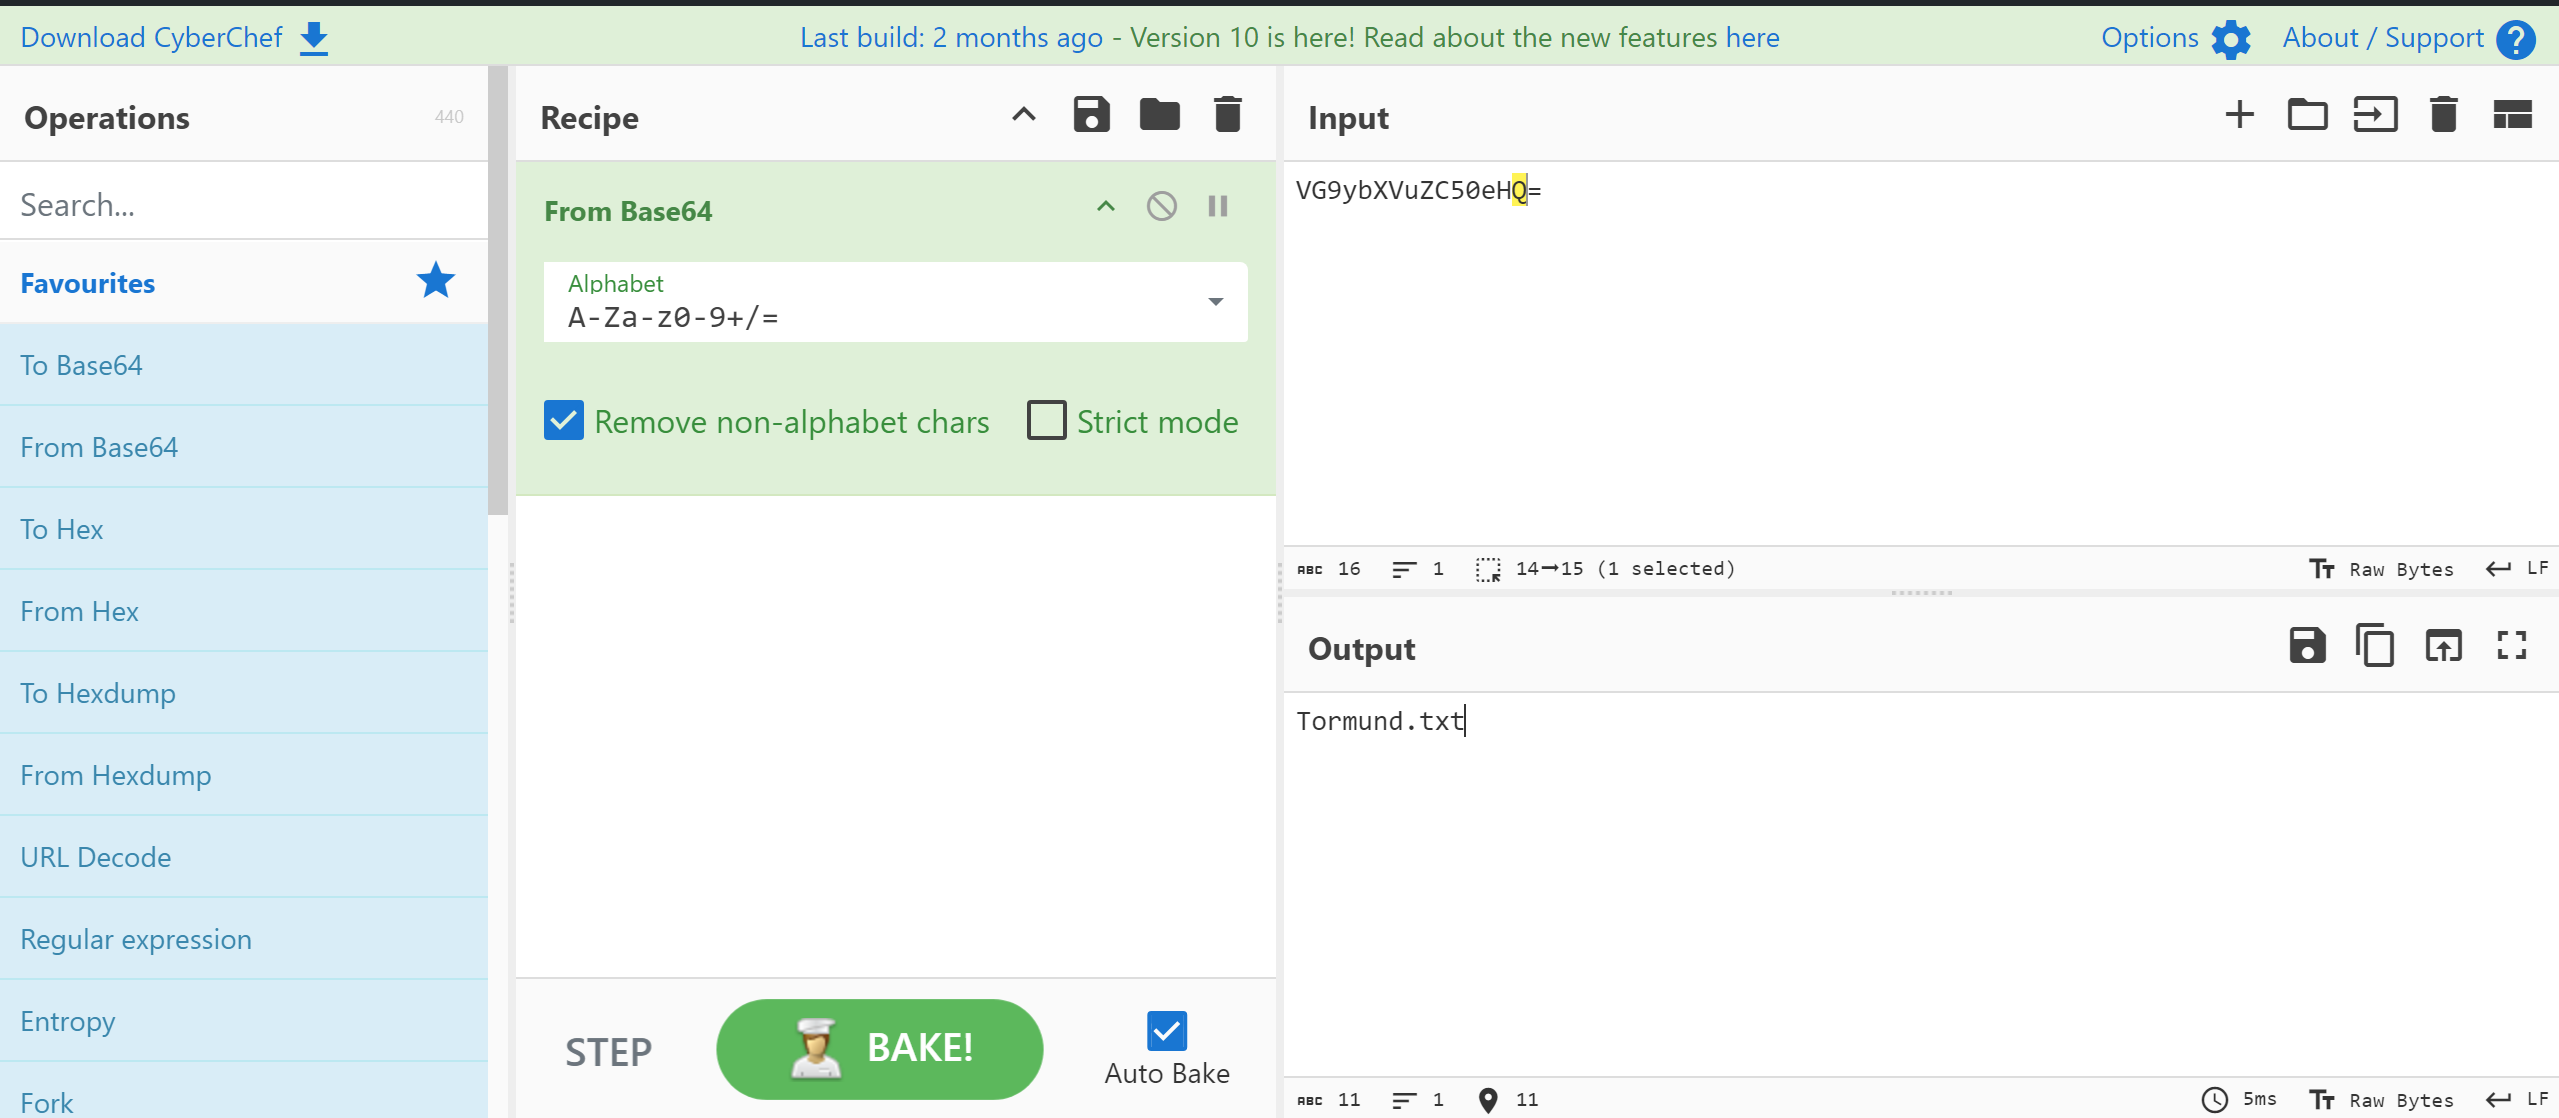 Download CyberChef
Last build: 2 months ago - Version 10 is here! Read about the new features here
Options
About / Support
Operations
440
Search...
Favourites
To Base64
From Base64
To Hex
From Hex
To Hexdump
From Hexdump
URL Decode
Regular expression
Entropy
Fork
Recipe
From Base64
Alphabet
A-Za-z0-9+/=
Remove non-alphabet chars
Strict mode
STEP
BAKE!
Auto Bake
Input
VG9ybXVuZC50eHQ=
ABC 16 1 14→15 (1 selected)
Tт Raw Bytes LF
Output
Tormund.txt
ABC 11 1 11
5ms Tт Raw Bytes LF